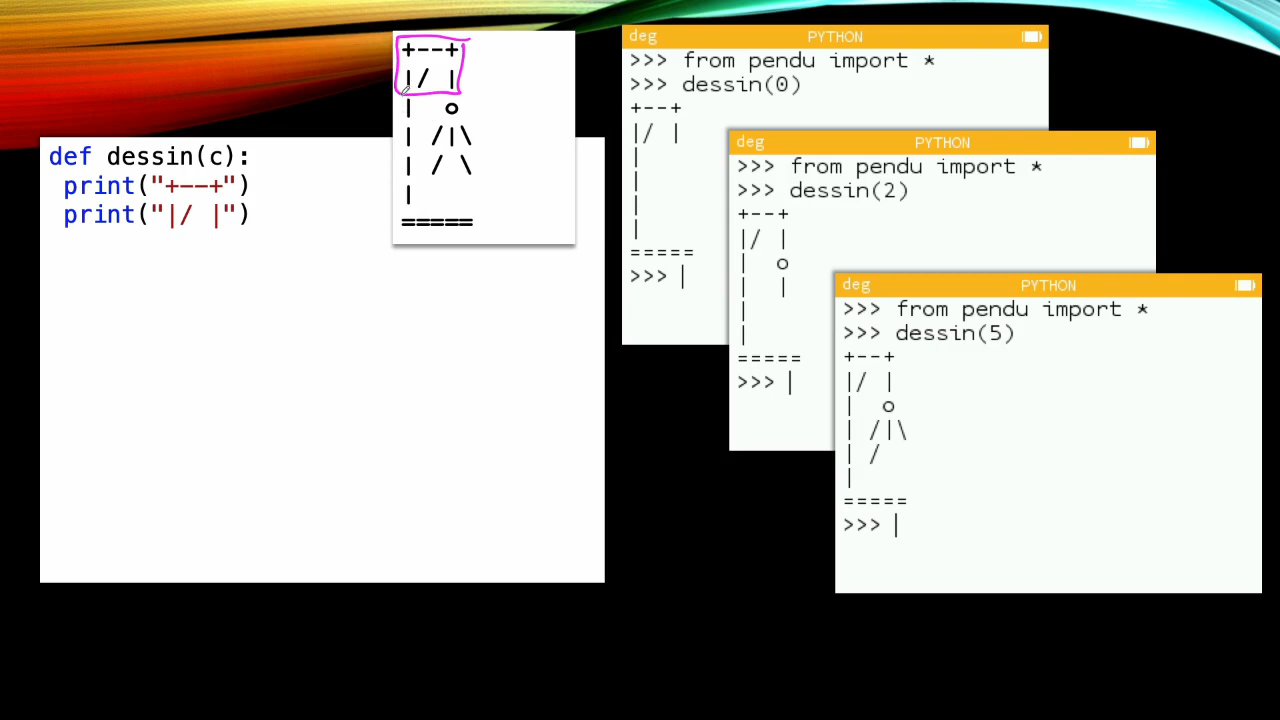 def dessin(c):
 print("+--+")
 print("|/ |")
+--+
|/  |
|   o
|  /|\
|  / \
|
=====
deg PYTHON
>>> from pendu import *
>>> dessin(0)
+--+
|/ |
|
|
|
|
=====
>>>
deg PYTHON
>>> from pendu import *
>>> dessin(2)
+--+
|/ |
|  o
|  |
|
|
=====
>>>
deg PYTHON
>>> from pendu import *
>>> dessin(5)
+--+
|/ |
|  o
| /|\
| /
|
=====
>>>